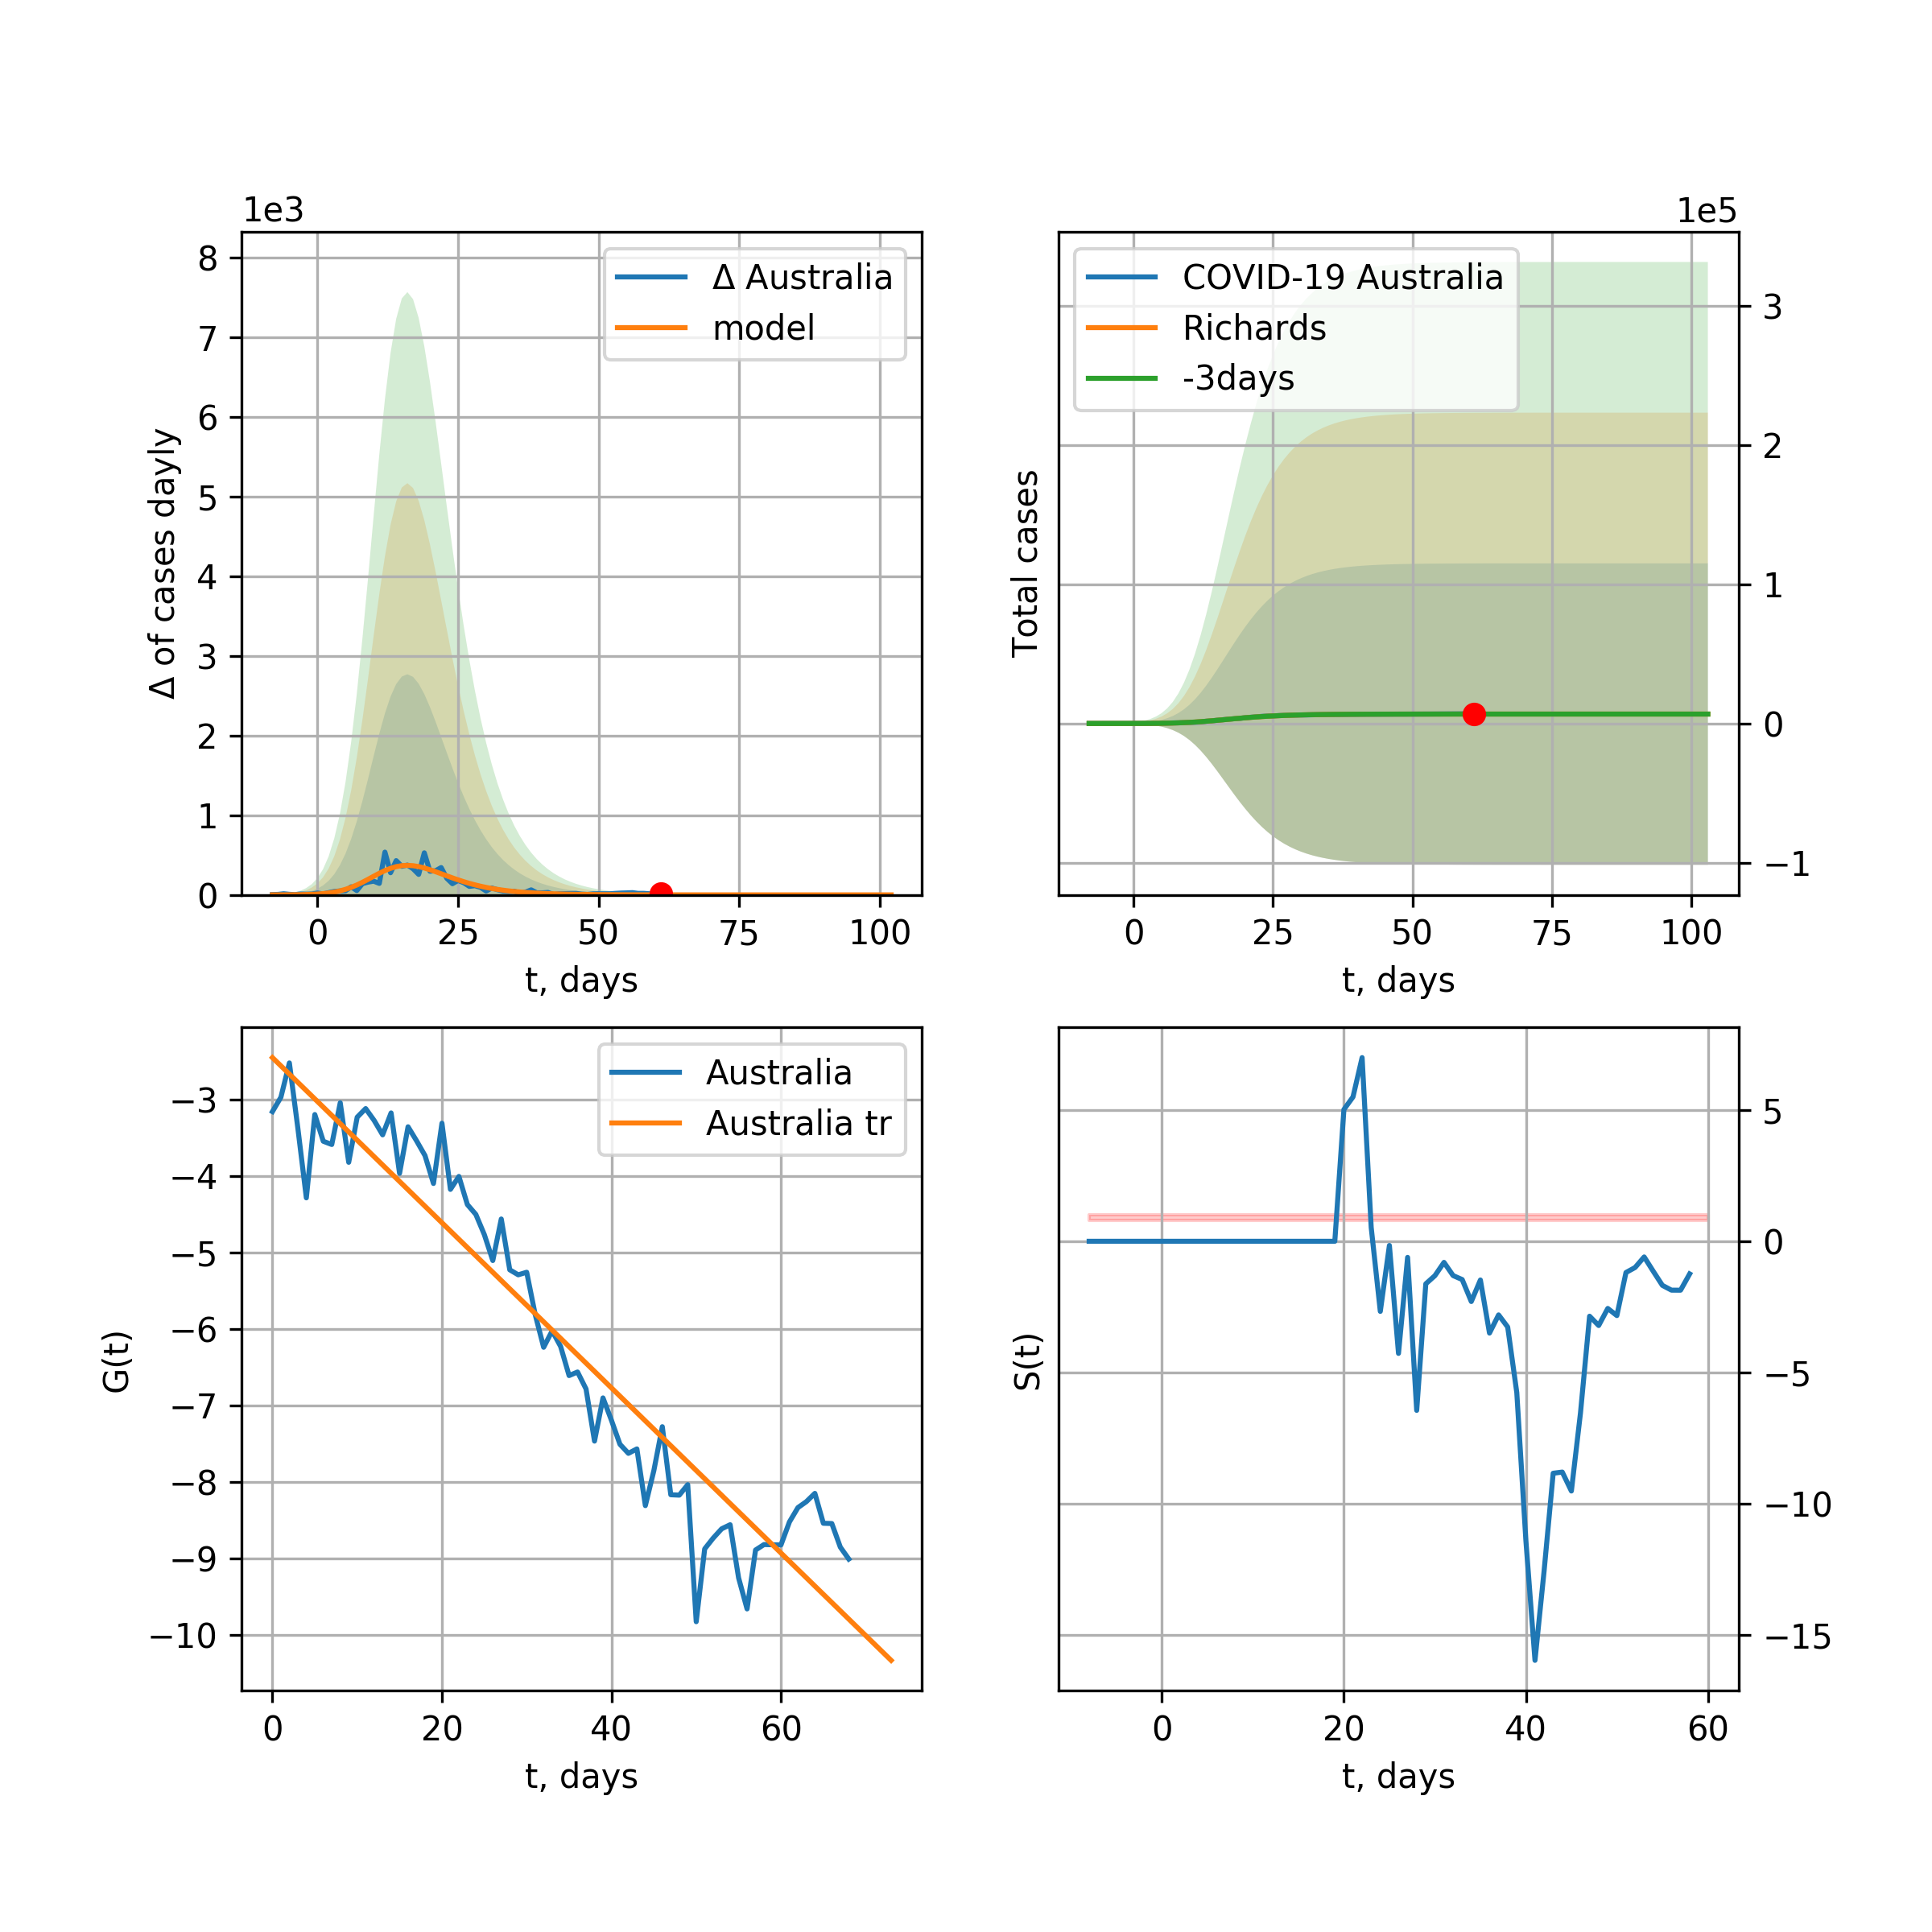 1e3
8
7
6
5
4
3
2
1
0
Δ of cases dayly
0 25 50 75 100
t, days
Δ Australia
model
1e5
COVID-19 Australia
Richards
-3days
Total cases
3
2
1
0
−1
0 25 50 75 100
t, days
Australia
Australia tr
G(t)
−3
−4
−5
−6
−7
−8
−9
−10
0 20 40 60
t, days
S(t)
5
0
−5
−10
−15
0 20 40 60
t, days